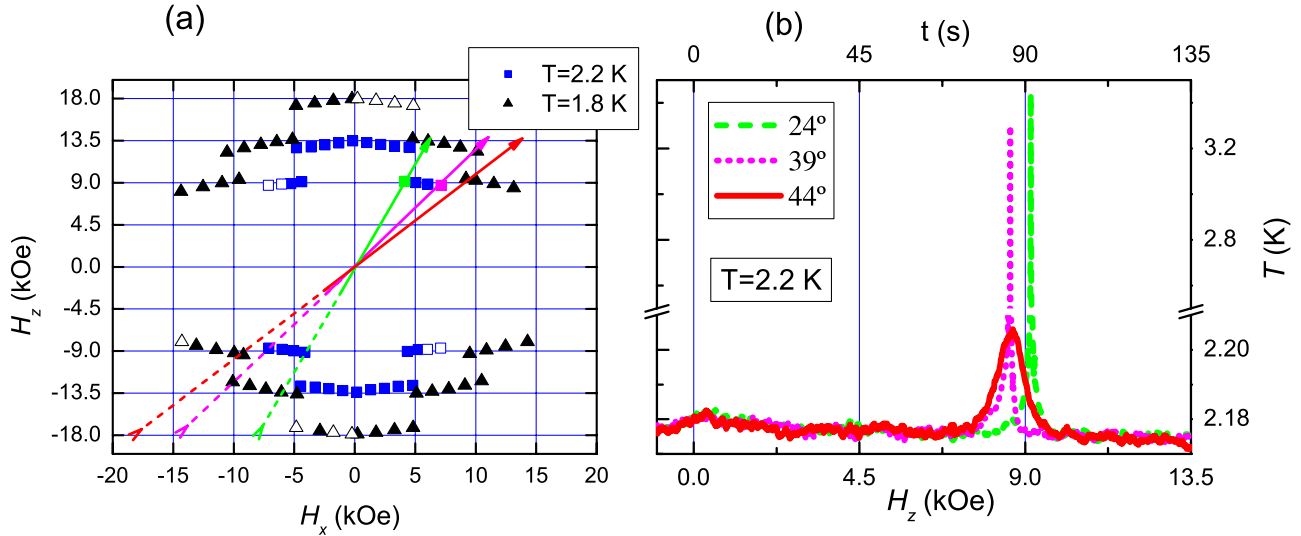 (a)
(b)
t (s)
0 45 90 135
T=2.2 K
T=1.8 K
18.0
13.5
9.0
4.5
0.0
-4.5
-9.0
-13.5
-18.0
H_z (kOe)
-20 -15 -10 -5 0 5 10 15 20
H_x (kOe)
24º
39º
44º
T=2.2 K
3.2
2.8
2.20
2.18
T (K)
0.0 4.5 9.0 13.5
H_z (kOe)